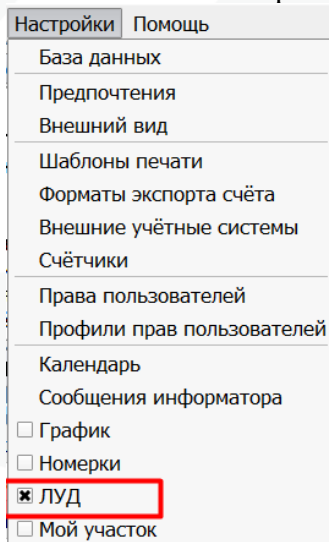 Настройки Помощь
База данных
Предпочтения
Внешний вид
Шаблоны печати
Форматы экспорта счёта
Внешние учётные системы
Счётчики
Права пользователей
Профили прав пользователей
Календарь
Сообщения информатора
График
Номерки
ЛУД
Мой участок